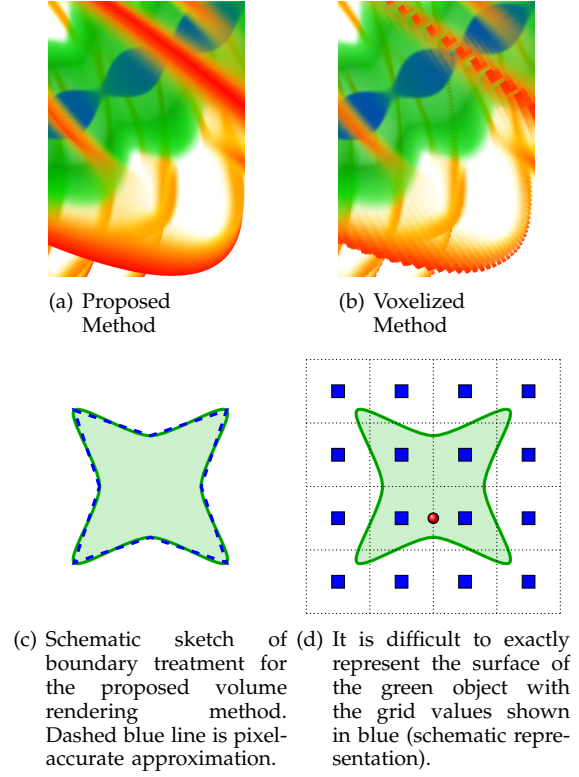 (a) Proposed
Method
(b) Voxelized
Method
(c) Schematic sketch of
boundary treatment for
the proposed volume
rendering method.
Dashed blue line is pixel-
accurate approximation.
(d) It is difficult to exactly
represent the surface of
the green object with
the grid values shown
in blue (schematic repre-
sentation).